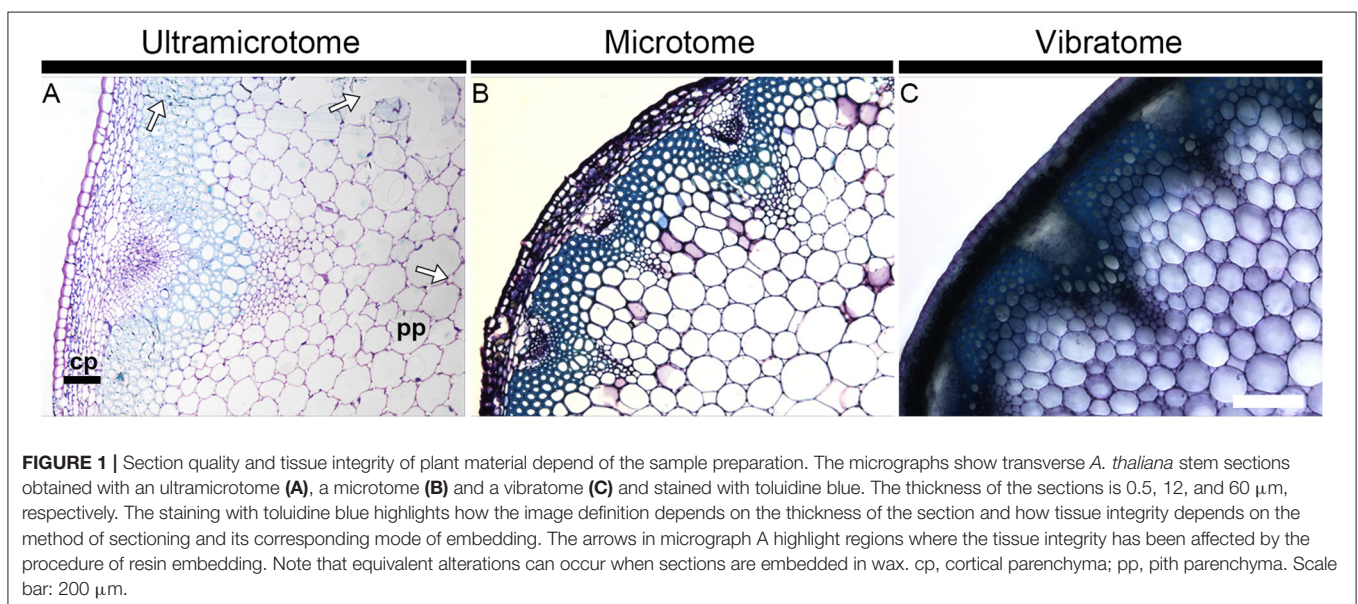 Ultramicrotome Microtome Vibratome
A B C
pp
cp
FIGURE 1 | Section quality and tissue integrity of plant material depend of the sample preparation. The micrographs show transverse A. thaliana stem sections
obtained with an ultramicrotome (A), a microtome (B) and a vibratome (C) and stained with toluidine blue. The thickness of the sections is 0.5, 12, and 60 μm,
respectively. The staining with toluidine blue highlights how the image definition depends on the thickness of the section and how tissue integrity depends on the
method of sectioning and its corresponding mode of embedding. The arrows in micrograph A highlight regions where the tissue integrity has been affected by the
procedure of resin embedding. Note that equivalent alterations can occur when sections are embedded in wax. cp, cortical parenchyma; pp, pith parenchyma. Scale
bar: 200 μm.